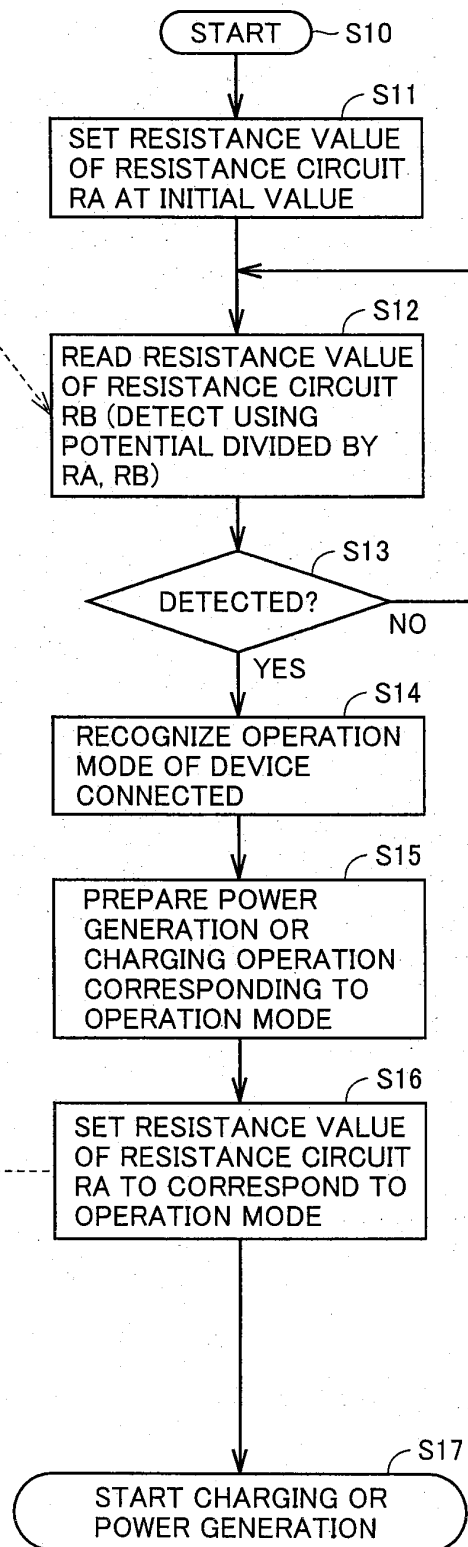 START
S10
S11
SET RESISTANCE VALUE
OF RESISTANCE CIRCUIT
RA AT INITIAL VALUE
S12
READ RESISTANCE VALUE
OF RESISTANCE CIRCUIT
RB (DETECT USING
POTENTIAL DIVIDED BY
RA, RB)
S13
DETECTED?
NO
YES
S14
RECOGNIZE OPERATION
MODE OF DEVICE
CONNECTED
S15
PREPARE POWER
GENERATION OR
CHARGING OPERATION
CORRESPONDING TO
OPERATION MODE
S16
SET RESISTANCE VALUE
OF RESISTANCE CIRCUIT
RA TO CORRESPOND TO
OPERATION MODE
S17
START CHARGING OR
POWER GENERATION